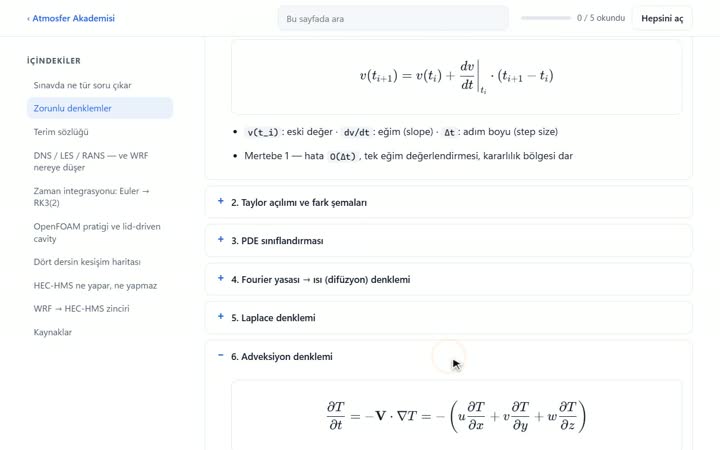 ‹ Atmosfer Akademisi
Bu sayfada ara
0 / 5 okundu
Hepsini aç
İÇİNDEKİLER
Sınavda ne tür soru çıkar
Zorunlu denklemler
Terim sözlüğü
DNS / LES / RANS — ve WRF
nereye düşer
Zaman integrasyonu: Euler →
RK3(2)
OpenFOAM pratigi ve lid-driven
cavity
Dört dersin kesişim haritası
HEC-HMS ne yapar, ne yapmaz
WRF → HEC-HMS zinciri
Kaynaklar
v(t_{i+1}) = v(t_i) + dv/dt|_{t_i} · (t_{i+1} − t_i)
• v(t_i) : eski değer · dv/dt : eğim (slope) · Δt : adım boyu (step size)
• Mertebe 1 — hata O(Δt) , tek eğim değerlendirmesi, kararlılık bölgesi dar
+ 2. Taylor açılımı ve fark şemaları
+ 3. PDE sınıflandırması
+ 4. Fourier yasası → ısı (difüzyon) denklemi
+ 5. Laplace denklemi
− 6. Adveksiyon denklemi
∂T/∂t = −V · ∇T = −(u ∂T/∂x + v ∂T/∂y + w ∂T/∂z)